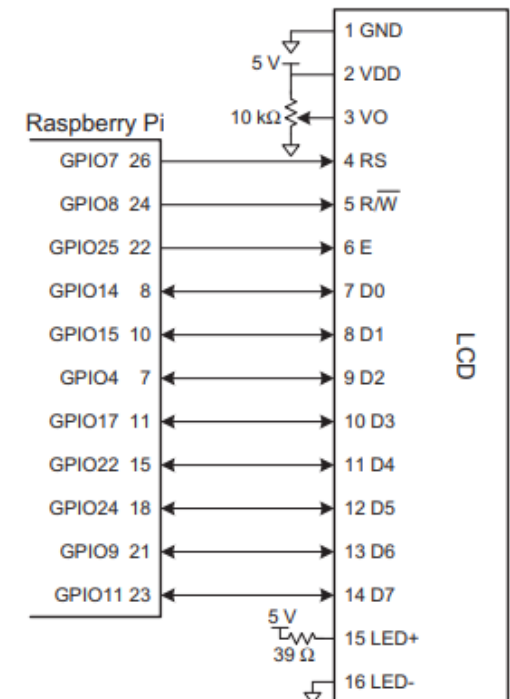 1 GND
5 V
2 VDD
10 kΩ
3 VO
Raspberry Pi
GPIO7 26
4 RS
GPIO8 24
5 R/W̅
GPIO25 22
6 E
GPIO14 8
7 D0
GPIO15 10
8 D1
GPIO4 7
9 D2
GPIO17 11
10 D3
GPIO22 15
11 D4
GPIO24 18
12 D5
GPIO9 21
13 D6
GPIO11 23
14 D7
LCD
5 V
39 Ω
15 LED+
16 LED-